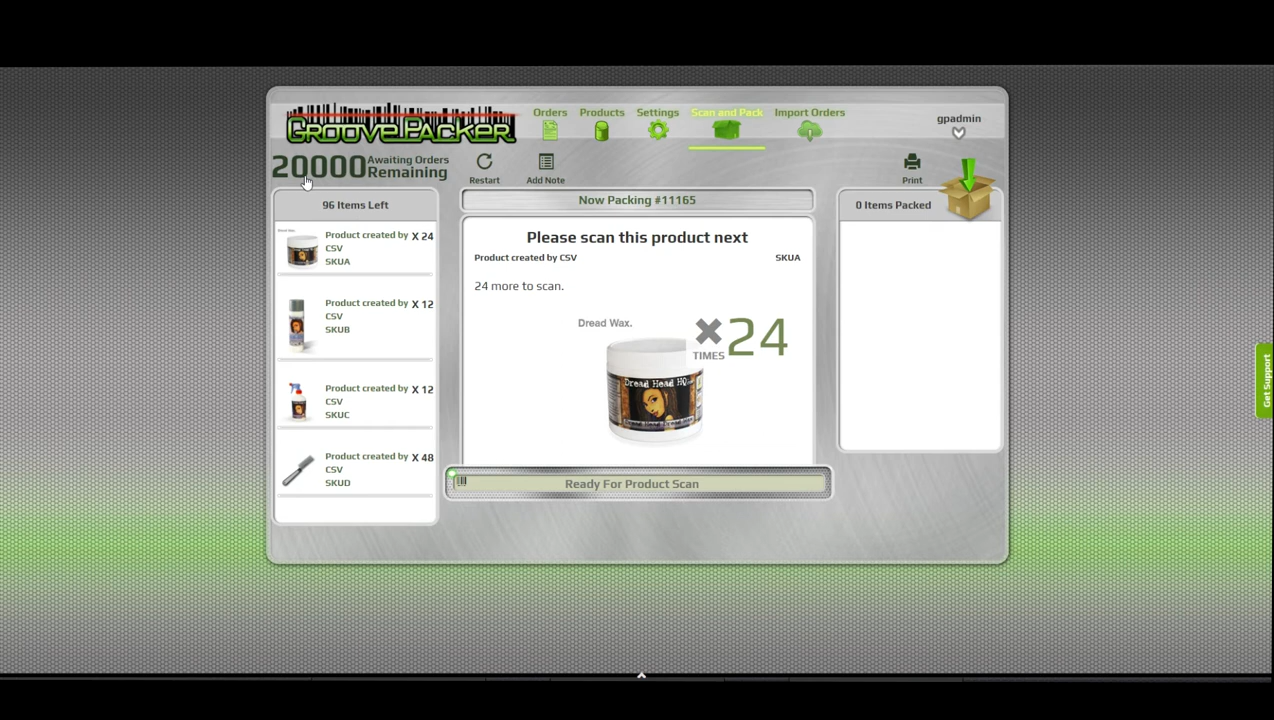 GROOVEPACKER
Orders
Products
Settings
Scan and Pack
Import Orders
gpadmin
20000 Awaiting Orders
Remaining
Restart
Add Note
Print
96 Items Left
Product created by X 24
CSV
SKUA
Product created by X 12
CSV
SKUB
Product created by X 12
CSV
SKUC
Product created by X 48
CSV
SKUD
Now Packing #11165
Please scan this product next
Product created by CSV
SKUA
24 more to scan.
Dread Wax.
TIMES 24
Dread Head HQ
Ready For Product Scan
0 Items Packed
Get Support